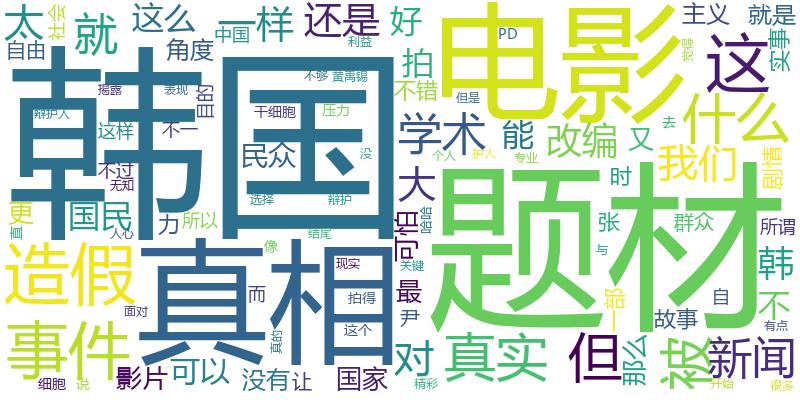 太
社会
这么
一样
还是
好
电影
PD
主义
就是
自由
就
中国
利益
角度
拍
这
觉得
实事
韩国
目的
揭露
表现
不够
黄禹锡
不错
但是
什么
辩护人
干细胞
压力
学术
能
改编
又
去
这样
不一
民众
没
个人
护人
专业
我们
剧情
不过
无知
选择
辩护
大
题材
时
更
国民
力
所以
可怕
哈哈
张
群众
所谓
真
人心
结尾
与
造假
真相
像
现实
关键
韩
面对
而
拍得
最
一部
自
不
事件
真的
这个
尹
故事
有点
对
真实
但
那么
被
新闻
细胞
说
影片
可以
没有
让
国家
精彩
开始
很多